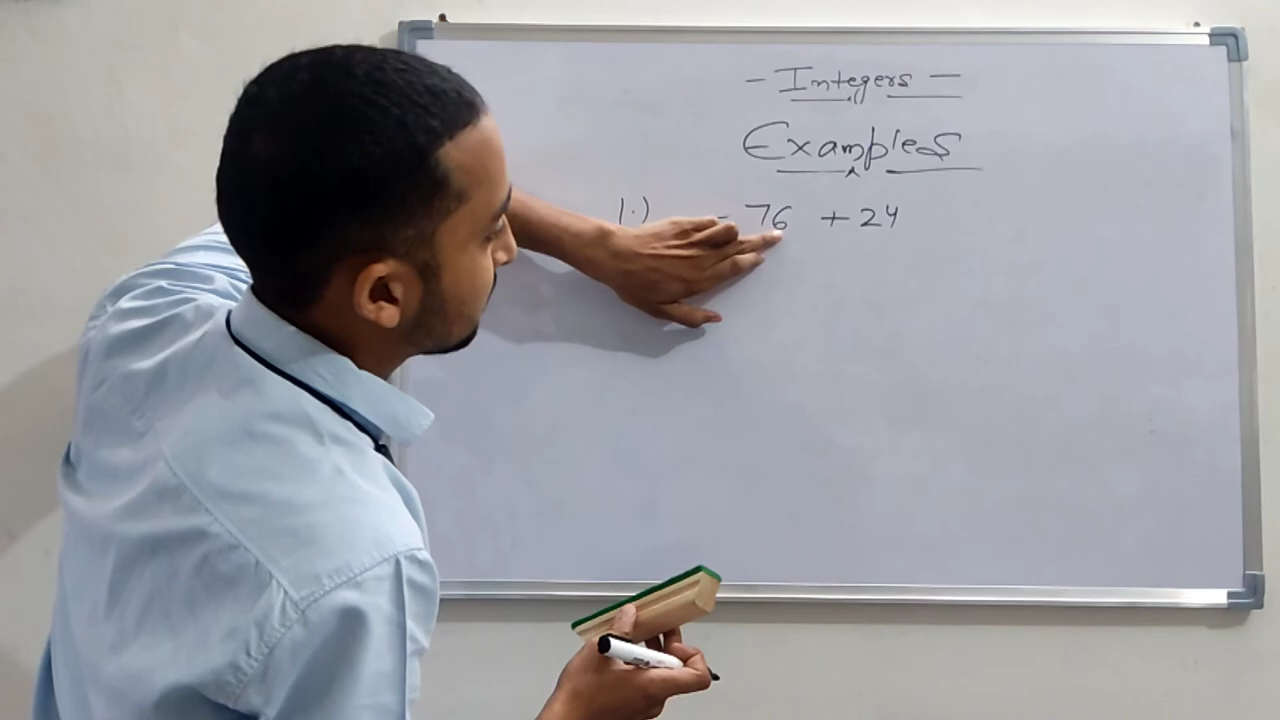 - Integers -
Examples
1.) - 76 + 24